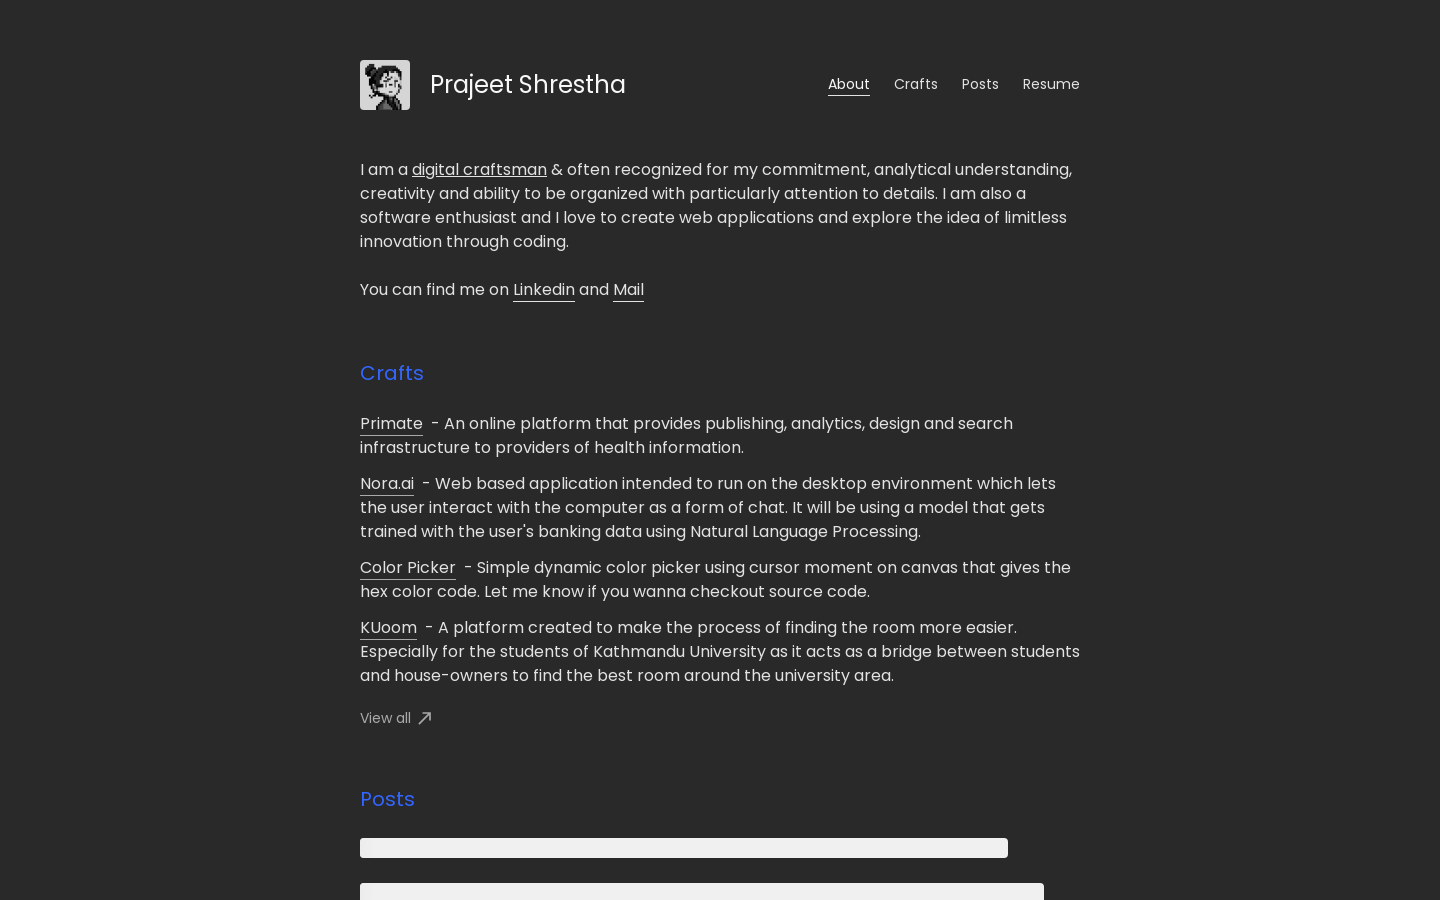 Prajeet Shrestha
About Crafts Posts Resume
I am a digital craftsman & often recognized for my commitment, analytical understanding,
creativity and ability to be organized with particularly attention to details. I am also a
software enthusiast and I love to create web applications and explore the idea of limitless
innovation through coding.
You can find me on Linkedin and Mail
Crafts
Primate - An online platform that provides publishing, analytics, design and search
infrastructure to providers of health information.
Nora.ai - Web based application intended to run on the desktop environment which lets
the user interact with the computer as a form of chat. It will be using a model that gets
trained with the user's banking data using Natural Language Processing.
Color Picker - Simple dynamic color picker using cursor moment on canvas that gives the
hex color code. Let me know if you wanna checkout source code.
KUoom - A platform created to make the process of finding the room more easier.
Especially for the students of Kathmandu University as it acts as a bridge between students
and house-owners to find the best room around the university area.
View all
Posts